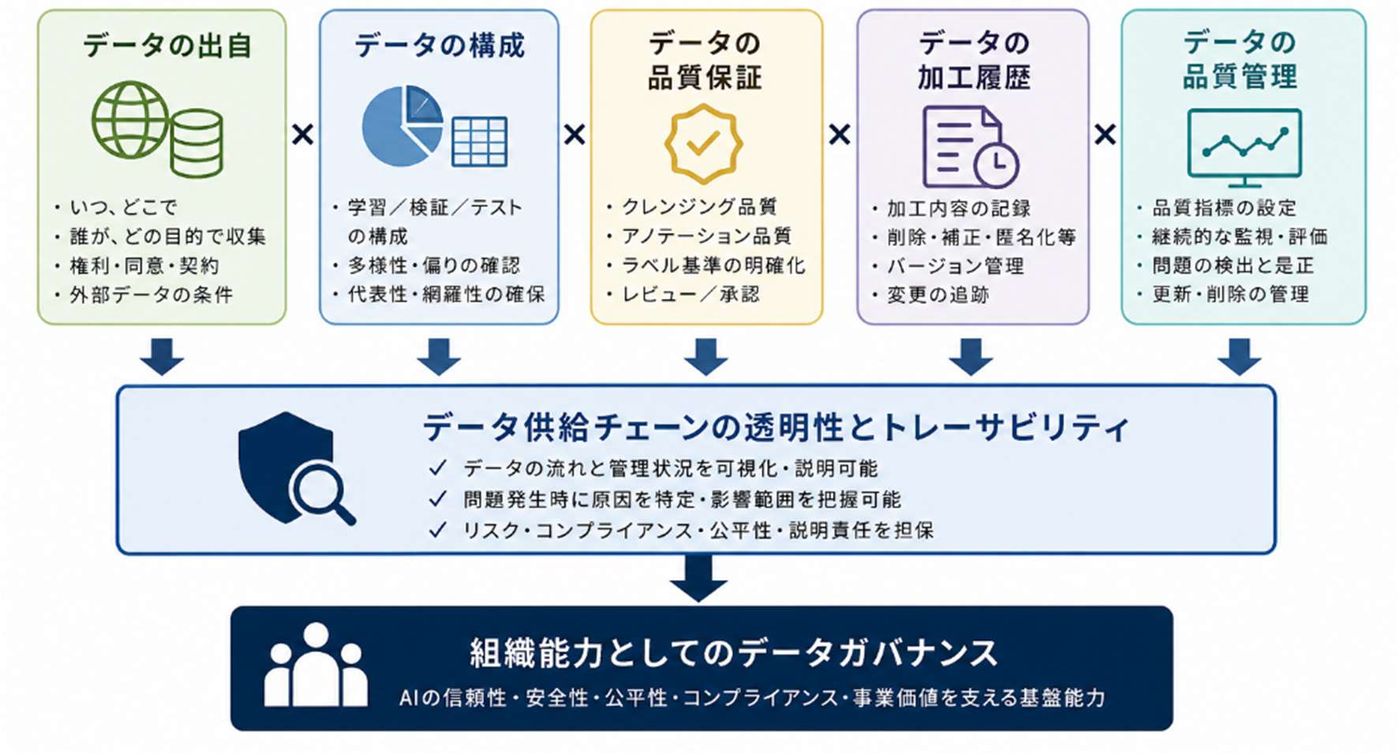 データの出自
・いつ、どこで
・誰が、どの目的で収集
・権利・同意・契約
・外部データの条件
×
データの構成
・学習／検証／テスト
の構成
・多様性・偏りの確認
・代表性・網羅性の確保
×
データの
品質保証
・クレンジング品質
・アノテーション品質
・ラベル基準の明確化
・レビュー／承認
×
データの
加工履歴
・加工内容の記録
・削除・補正・匿名化等
・バージョン管理
・変更の追跡
×
データの
品質管理
・品質指標の設定
・継続的な監視・評価
・問題の検出と是正
・更新・削除の管理
データ供給チェーンの透明性とトレーサビリティ
✓ データの流れと管理状況を可視化・説明可能
✓ 問題発生時に原因を特定・影響範囲を把握可能
✓ リスク・コンプライアンス・公平性・説明責任を担保
組織能力としてのデータガバナンス
AIの信頼性・安全性・公平性・コンプライアンス・事業価値を支える基盤能力